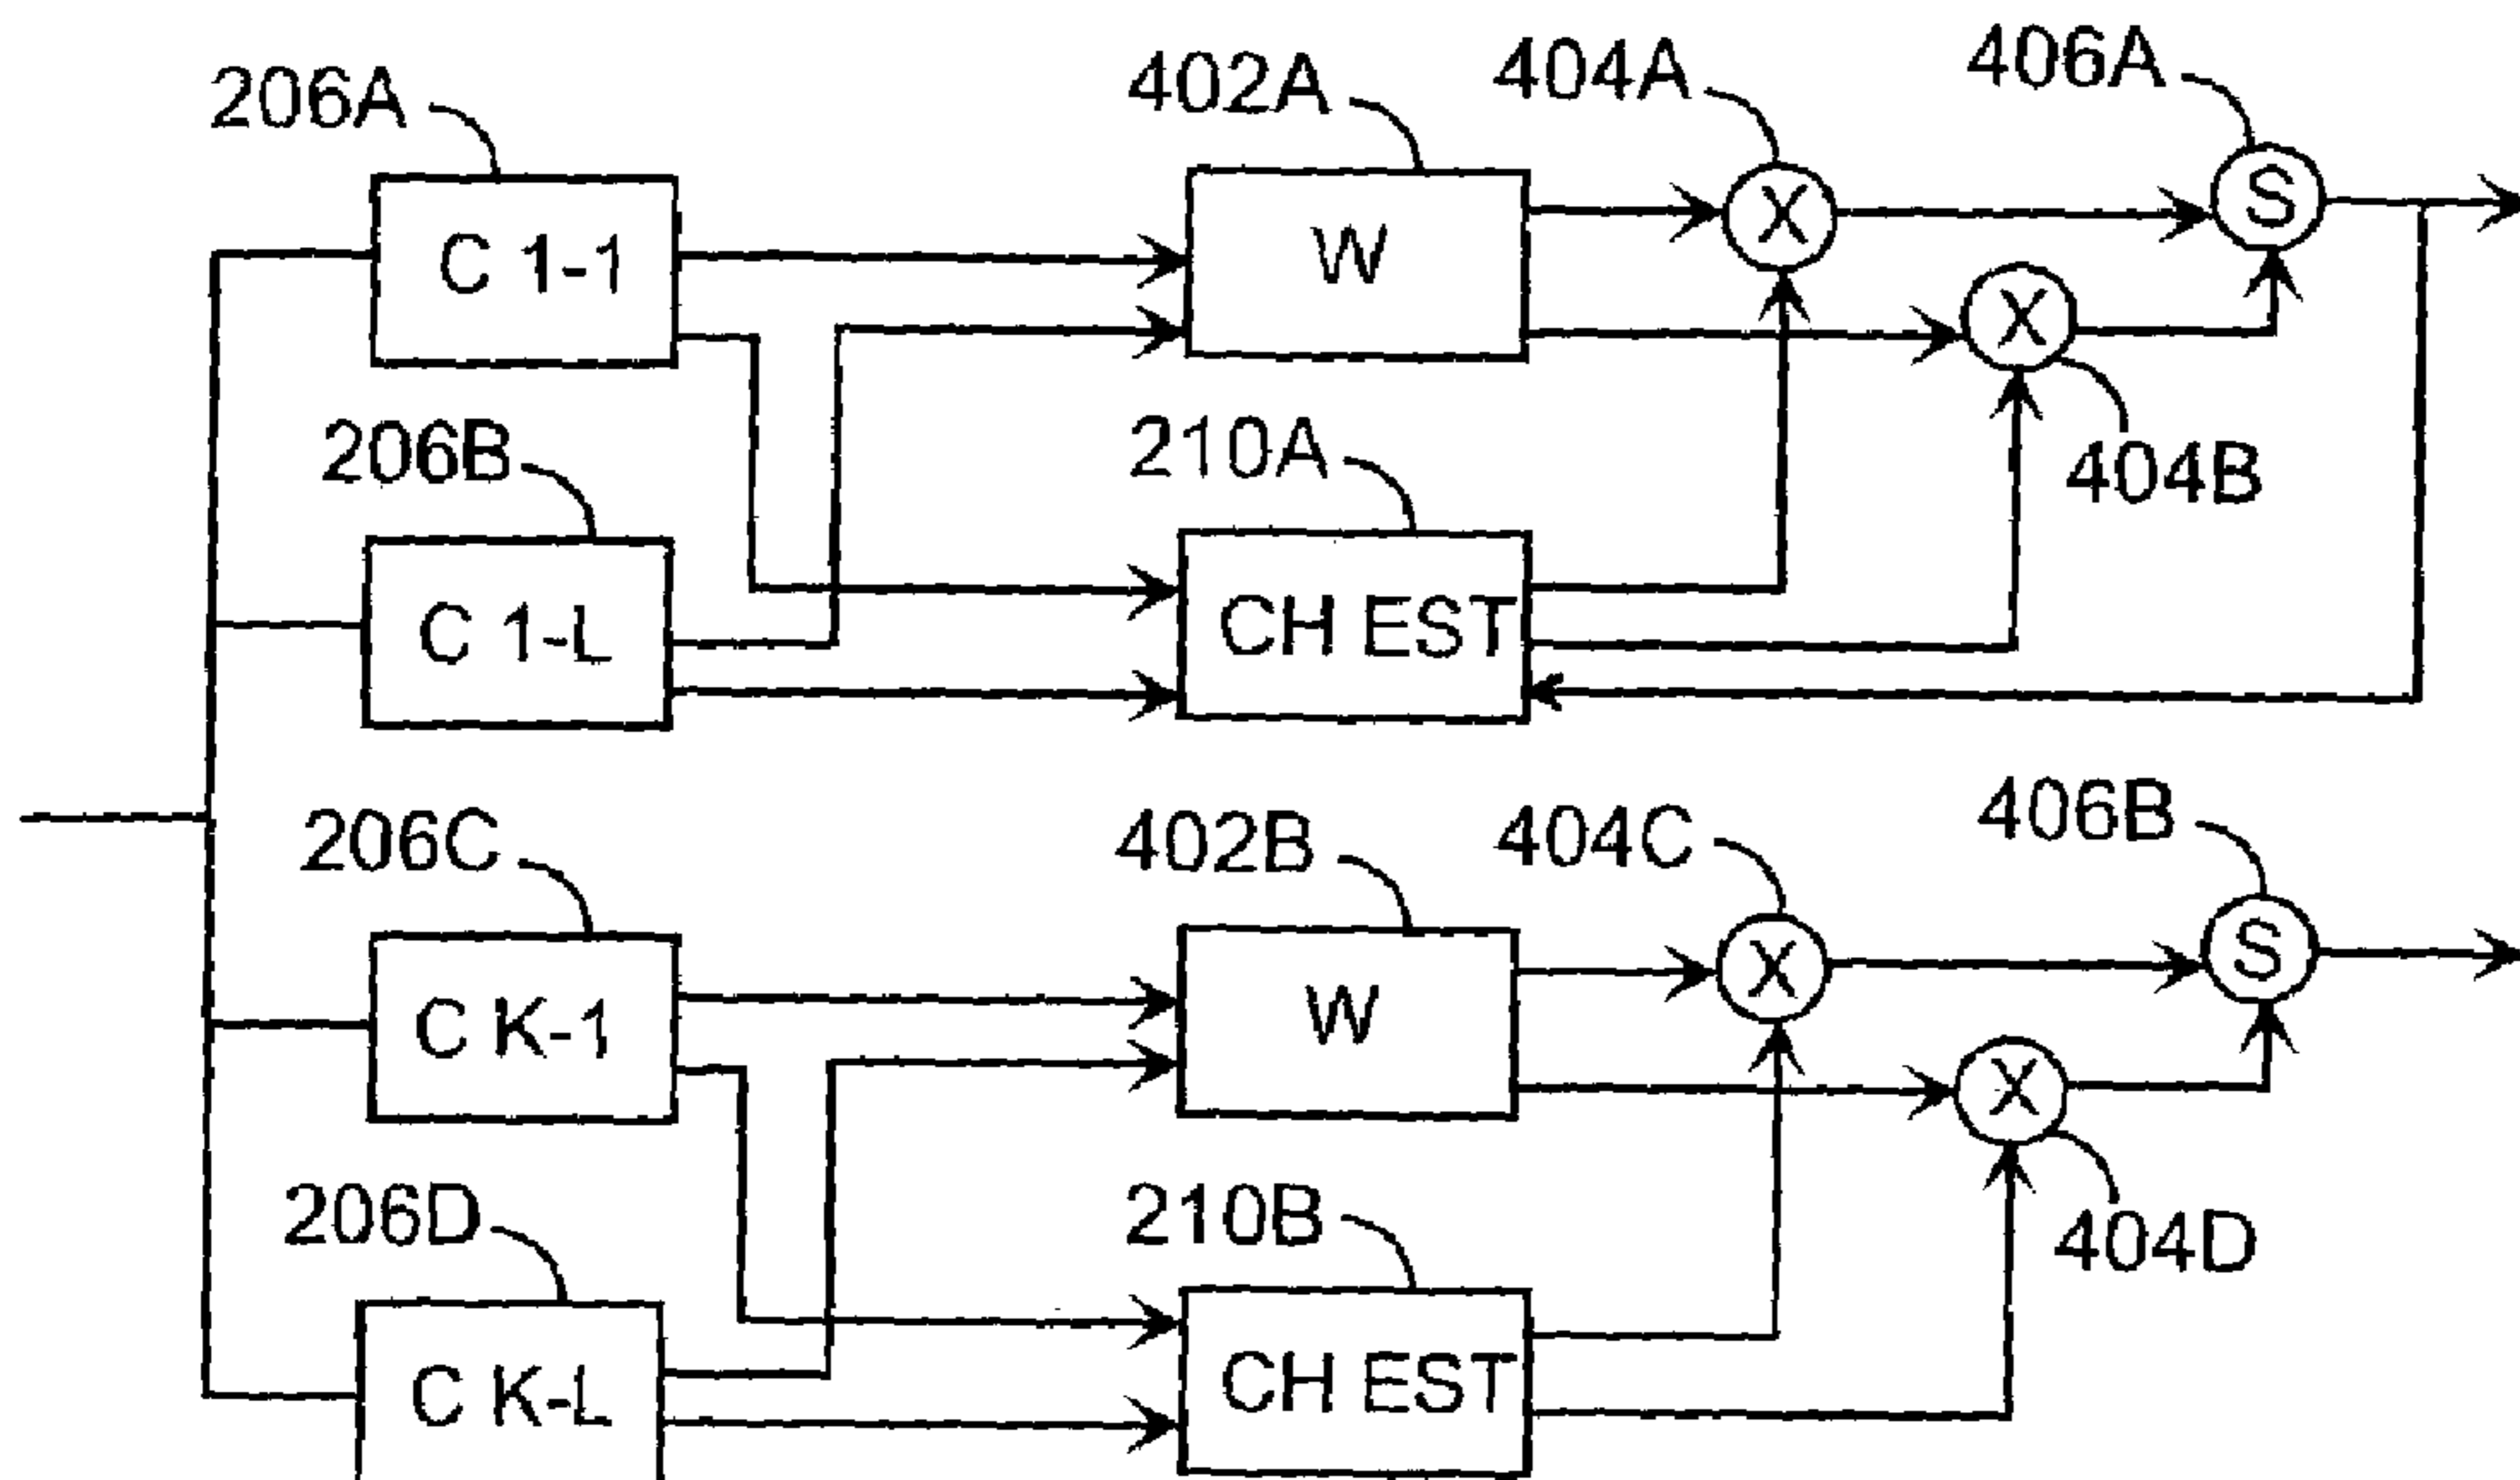 206A
402A
404A
406A
C 1-1
W
X
S
X
206B
210A
404B
C 1-L
CH EST
206C
402B
404C
406B
C K-1
W
X
S
X
206D
210B
404D
C K-L
CH EST